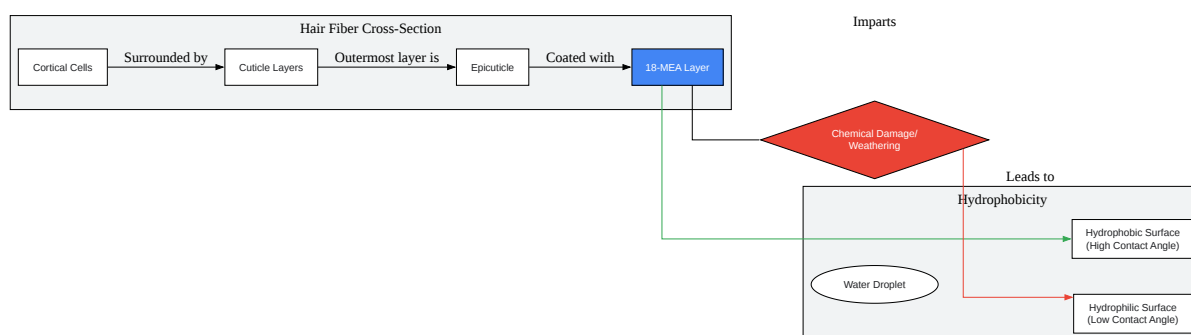 Hair Fiber Cross-Section
Imparts
Cortical Cells
Surrounded by
Cuticle Layers
Outermost layer is
Epicuticle
Coated with
18-MEA Layer
Chemical Damage/
Weathering
Leads to
Hydrophobicity
Hydrophobic Surface
(High Contact Angle)
Water Droplet
Hydrophilic Surface
(Low Contact Angle)